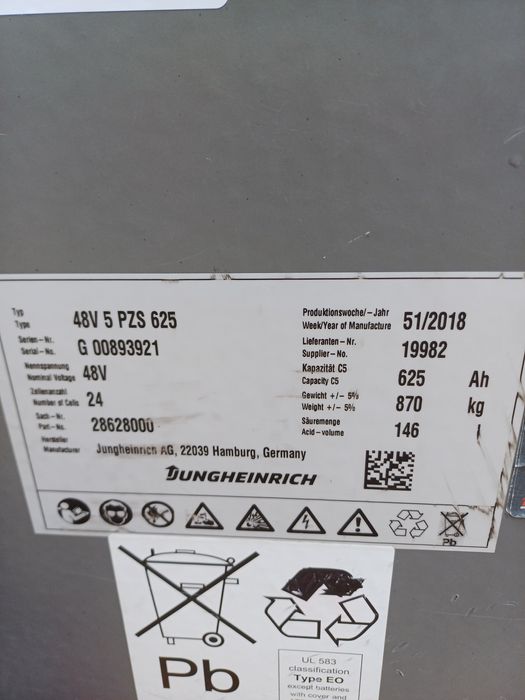 Typ
Type
48V 5 PZS 625
Serien-Nr.
Serial-No.
G 00893921
Nennspannung
Nominal Voltage
48V
Zellenanzahl
Number of Cells
24
Sach-Nr.
Part-No.
28628000
Hersteller
Manufacturer
Jungheinrich AG, 22039 Hamburg, Germany
JUNGHEINRICH
Produktionswoche/-Jahr
Week/Year of Manufacture
51/2018
Lieferanten-Nr.
Supplier-No.
19982
Kapazität C5
Capacity C5
625 Ah
Gewicht +/- 5%
Weight +/- 5%
870 kg
Säuremenge
Acid-volume
146 l
Pb
Pb
UL 583
classification
Type EO
except batteries
with cover and